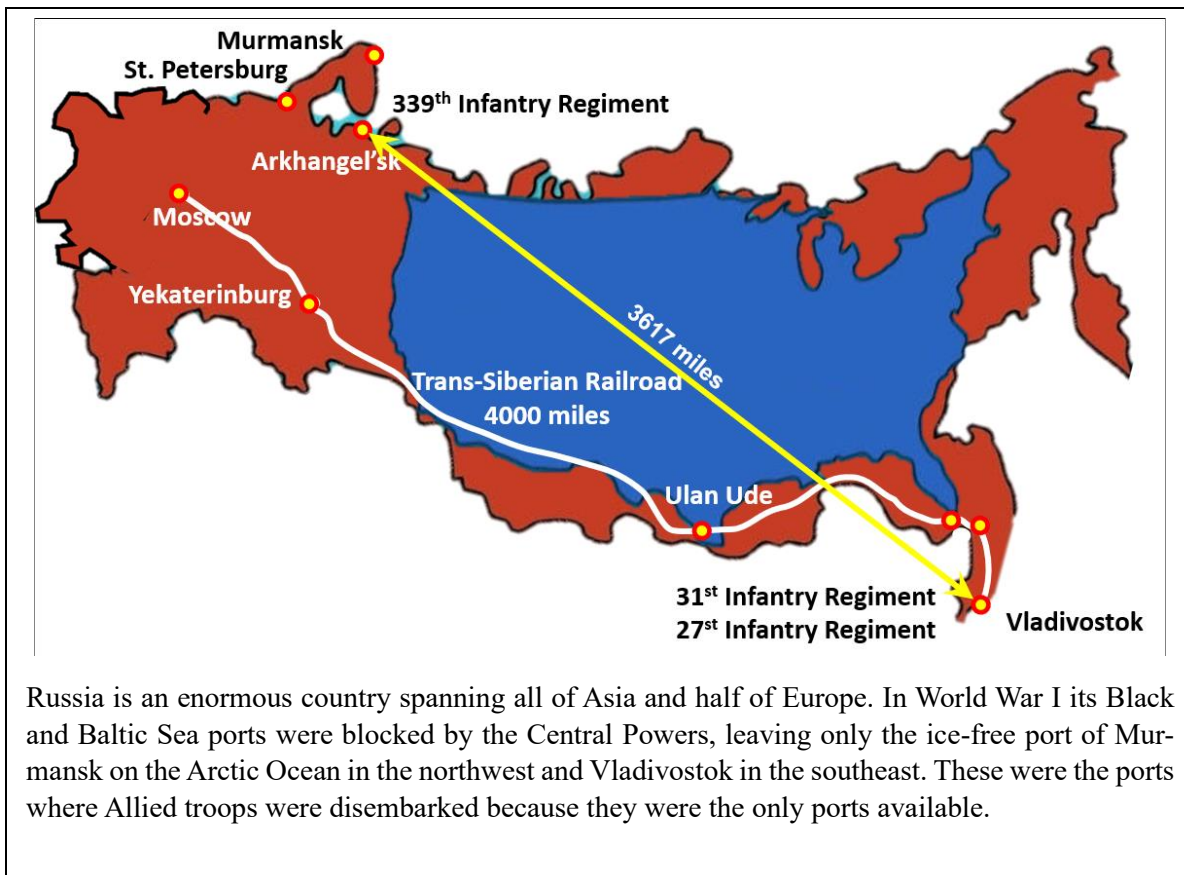 Murmansk
St. Petersburg
339th Infantry Regiment
Arkhangel’sk
Moscow
Yekaterinburg
3617 miles
Trans-Siberian Railroad
4000 miles
Ulan Ude
31st Infantry Regiment
27st Infantry Regiment
Vladivostok
Russia is an enormous country spanning all of Asia and half of Europe. In World War I its Black
and Baltic Sea ports were blocked by the Central Powers, leaving only the ice-free port of Mur-
mansk on the Arctic Ocean in the northwest and Vladivostok in the southeast. These were the ports
where Allied troops were disembarked because they were the only ports available.